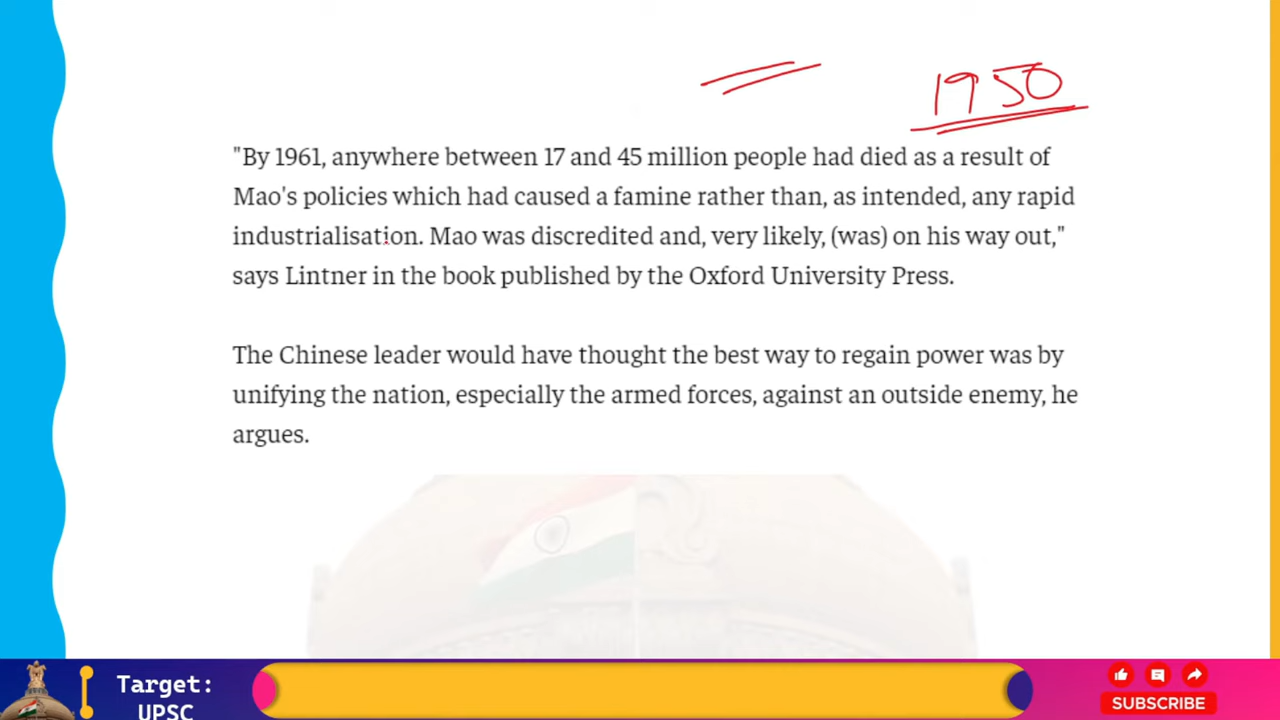 1950
"By 1961, anywhere between 17 and 45 million people had died as a result of
Mao's policies which had caused a famine rather than, as intended, any rapid
industrialisation. Mao was discredited and, very likely, (was) on his way out,"
says Lintner in the book published by the Oxford University Press.
The Chinese leader would have thought the best way to regain power was by
unifying the nation, especially the armed forces, against an outside enemy, he
argues.
Target:
UPSC
SUBSCRIBE